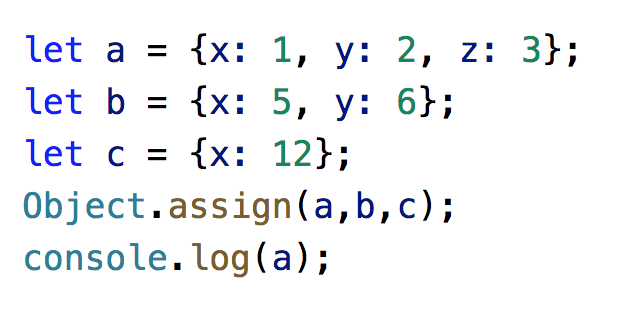 let a = {x: 1, y: 2, z: 3};
let b = {x: 5, y: 6};
let c = {x: 12};
Object.assign(a,b,c);
console.log(a);